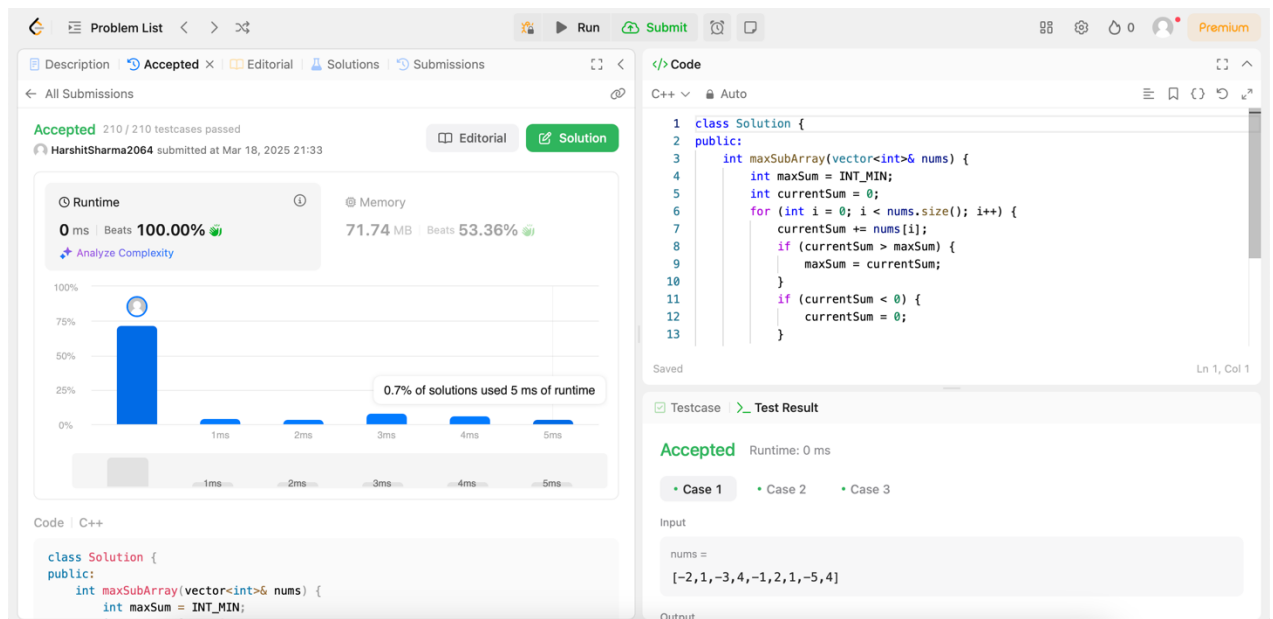 Problem List
Run
Submit
0
Premium
Description
Accepted
Editorial
Solutions
Submissions
All Submissions
Accepted 210 / 210 testcases passed
HarshitSharma2064 submitted at Mar 18, 2025 21:33
Editorial
Solution
Runtime
0 ms Beats 100.00%
Analyze Complexity
Memory
71.74 MB Beats 53.36%
100%
75%
50%
25%
0%
0.7% of solutions used 5 ms of runtime
1ms 2ms 3ms 4ms 5ms
1ms 2ms 3ms 4ms 5ms
Code C++
class Solution {
public:
int maxSubArray(vector<int>& nums) {
int maxSum = INT_MIN;
</> Code
C++ Auto
1 class Solution {
2 public:
3 int maxSubArray(vector<int>& nums) {
4 int maxSum = INT_MIN;
5 int currentSum = 0;
6 for (int i = 0; i < nums.size(); i++) {
7 currentSum += nums[i];
8 if (currentSum > maxSum) {
9 maxSum = currentSum;
10 }
11 if (currentSum < 0) {
12 currentSum = 0;
13 }
Saved
Ln 1, Col 1
Testcase
>_ Test Result
Accepted Runtime: 0 ms
• Case 1 • Case 2 • Case 3
Input
nums =
[-2,1,-3,4,-1,2,1,-5,4]
Output